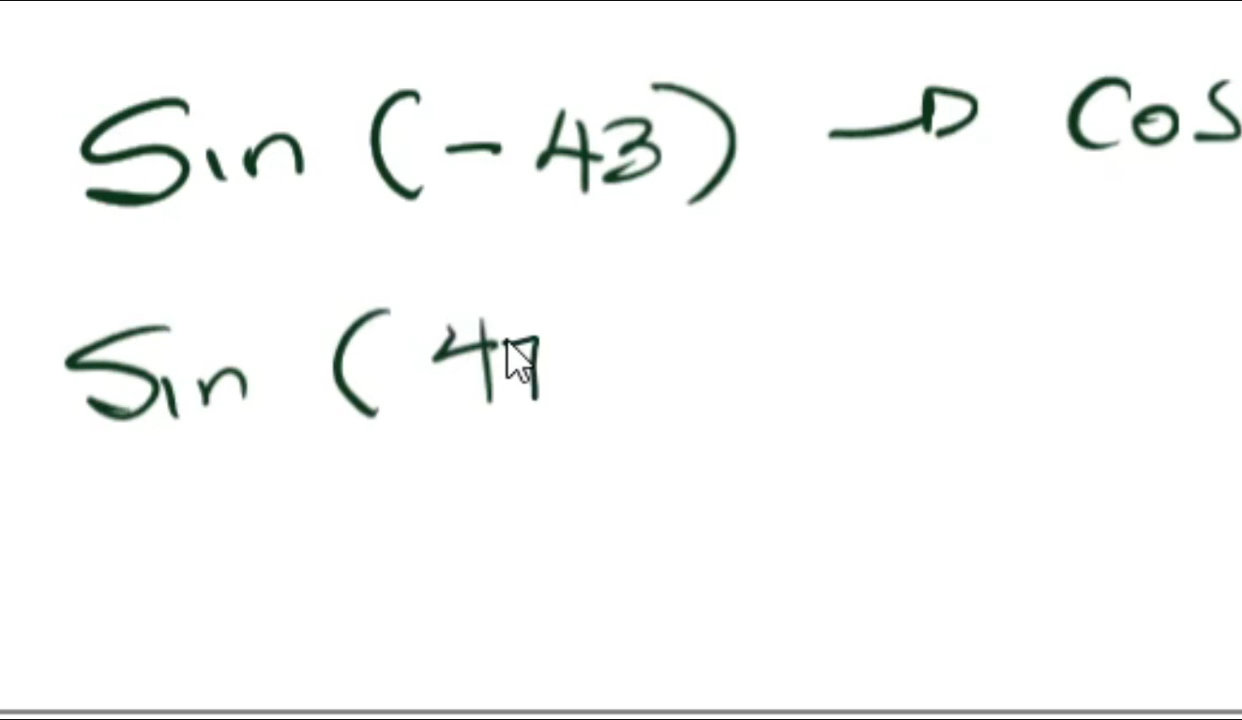 Sin (-43) → Cos
Sin (4